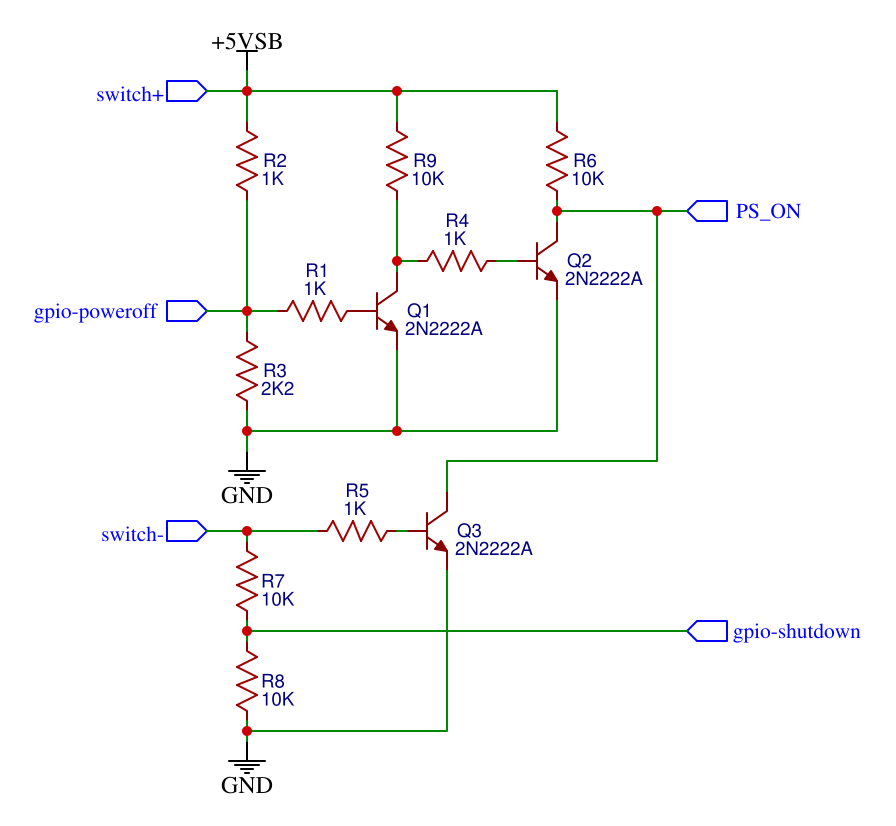 +5VSB
switch+
R2
1K
R9
10K
R6
10K
PS_ON
R4
1K
Q2
2N2222A
R1
1K
gpio-poweroff
Q1
2N2222A
R3
2K2
GND
R5
1K
switch-
Q3
2N2222A
R7
10K
gpio-shutdown
R8
10K
GND